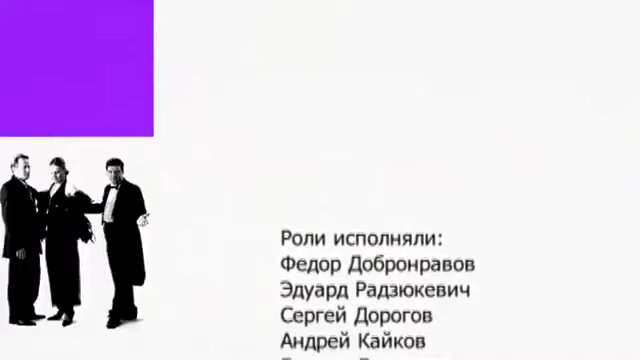 Роли исполняли:
Федор Добронравов
Эдуард Радзюкевич
Сергей Дорогов
Андрей Кайков